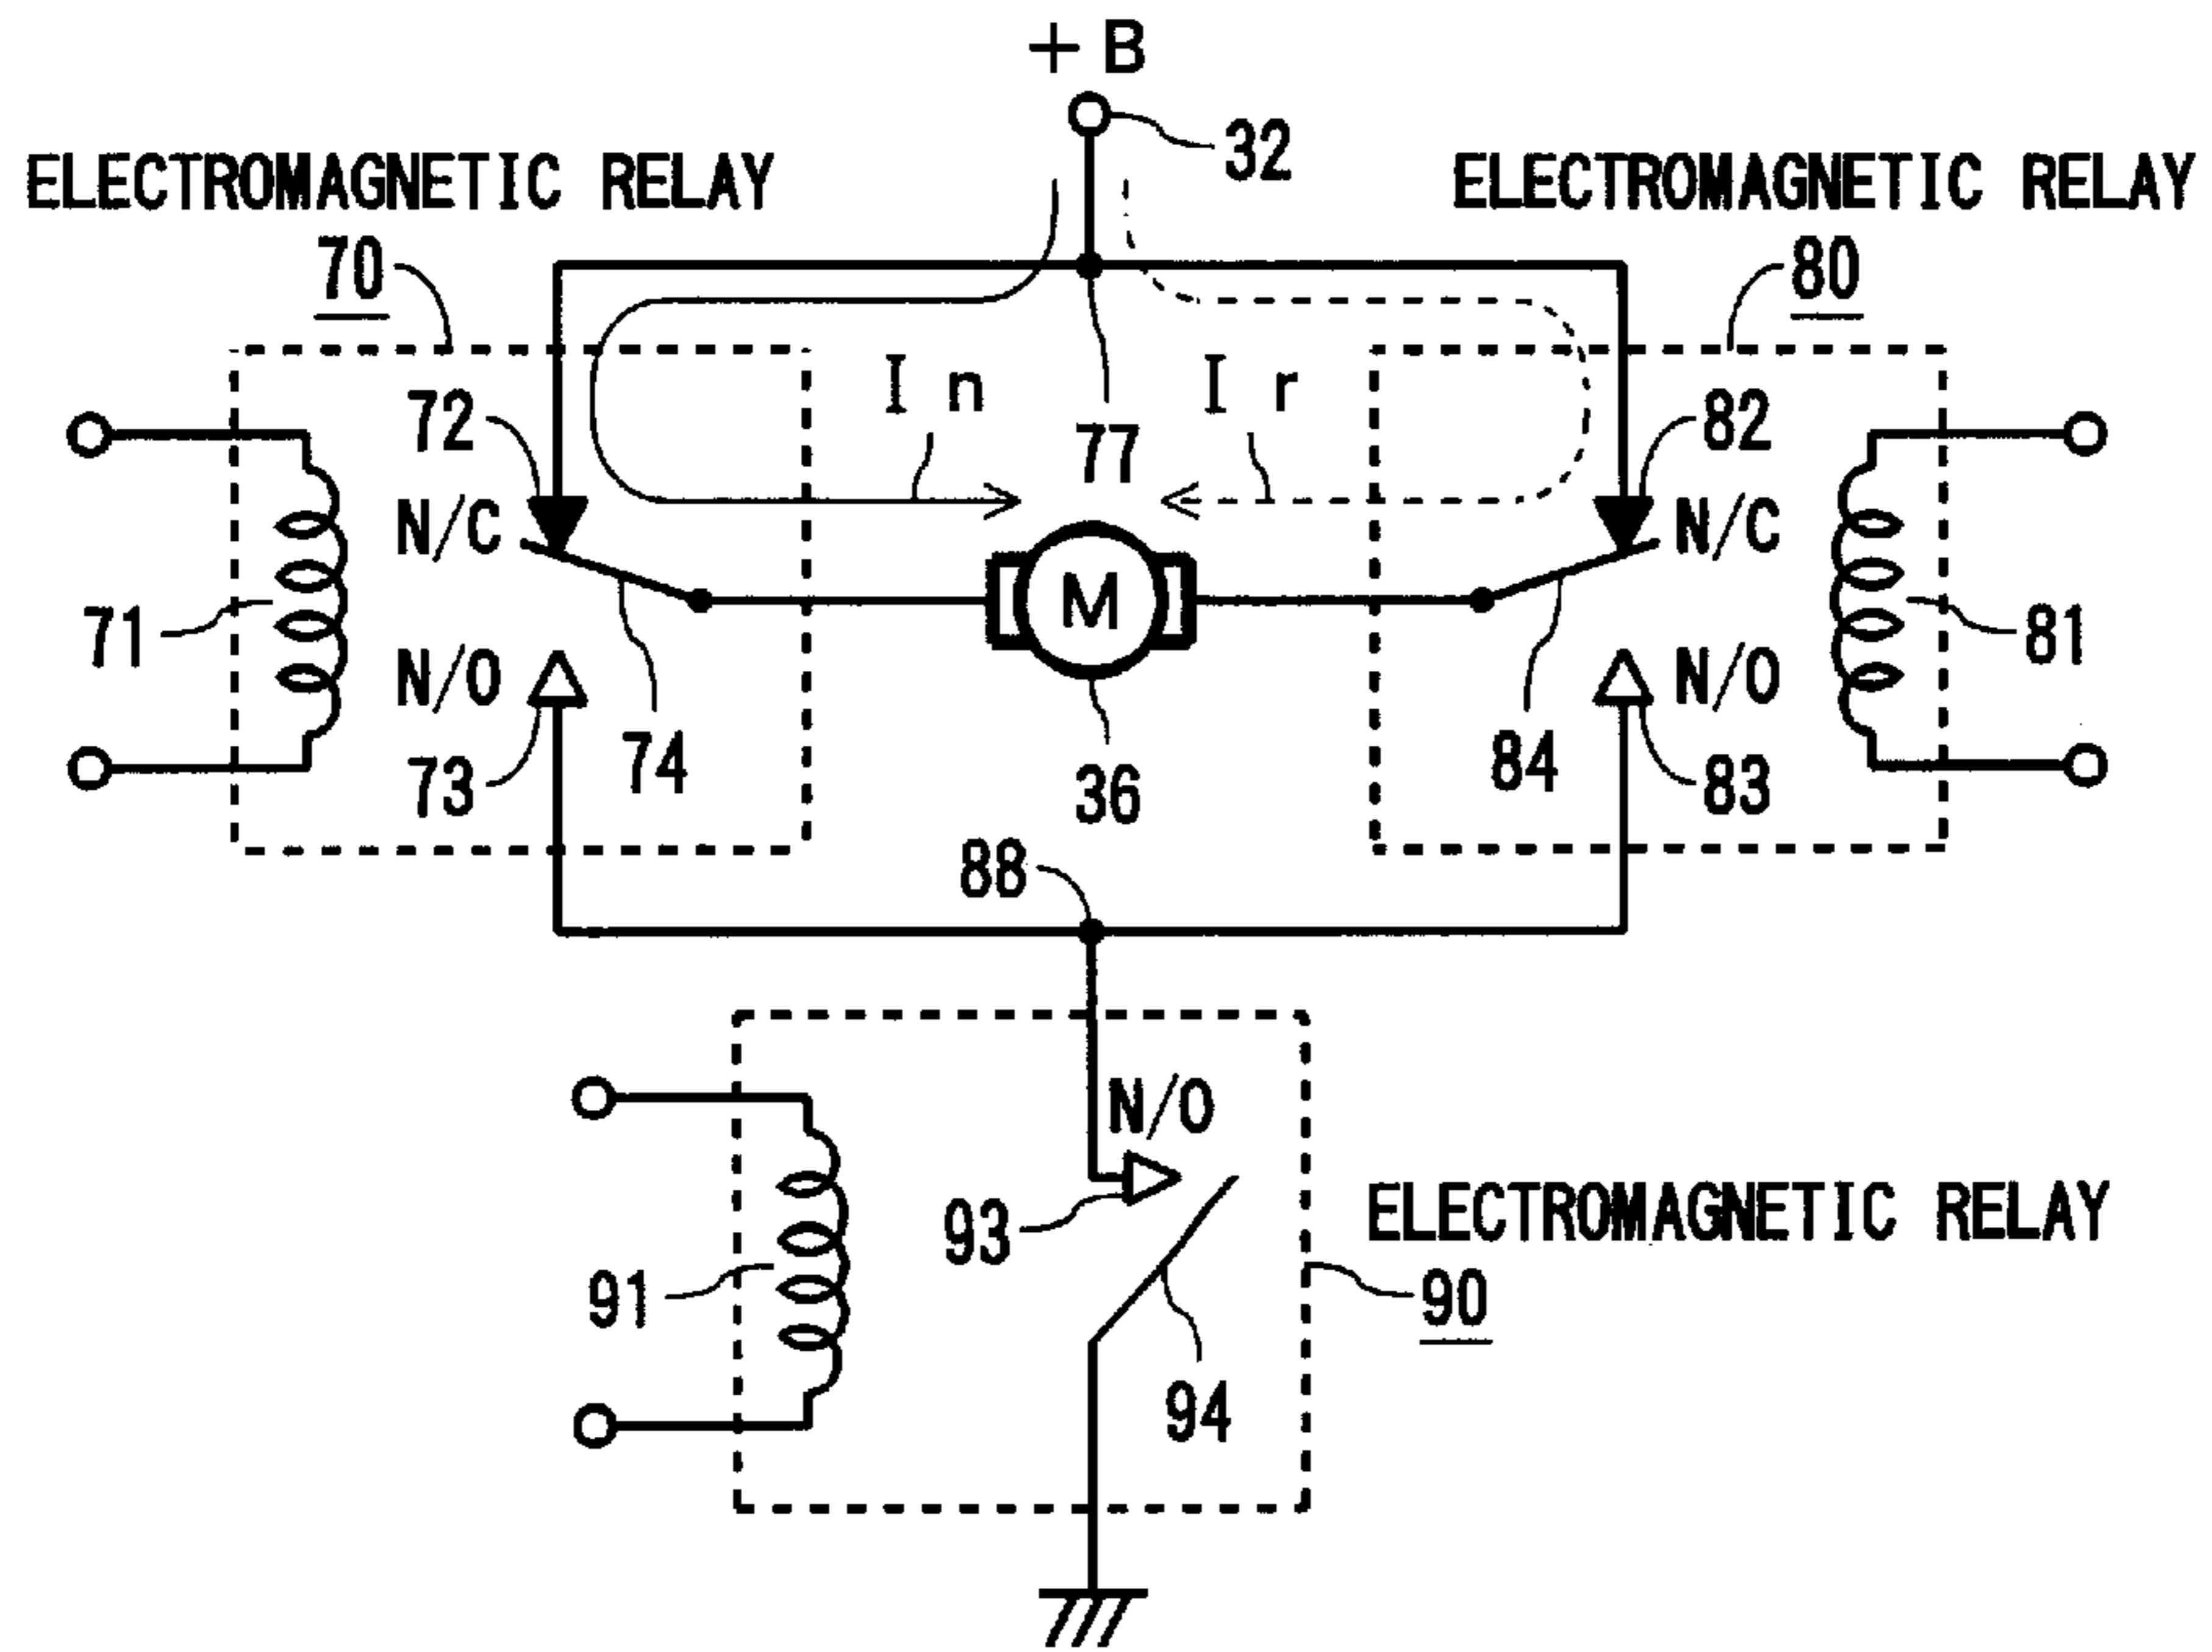 +B
32
ELECTROMAGNETIC RELAY
70
ELECTROMAGNETIC RELAY
80
In
Ir
72
77
82
N/C
N/C
71
M
81
N/O
N/O
73
74
36
84
83
88
N/O
93
ELECTROMAGNETIC RELAY
90
91
94